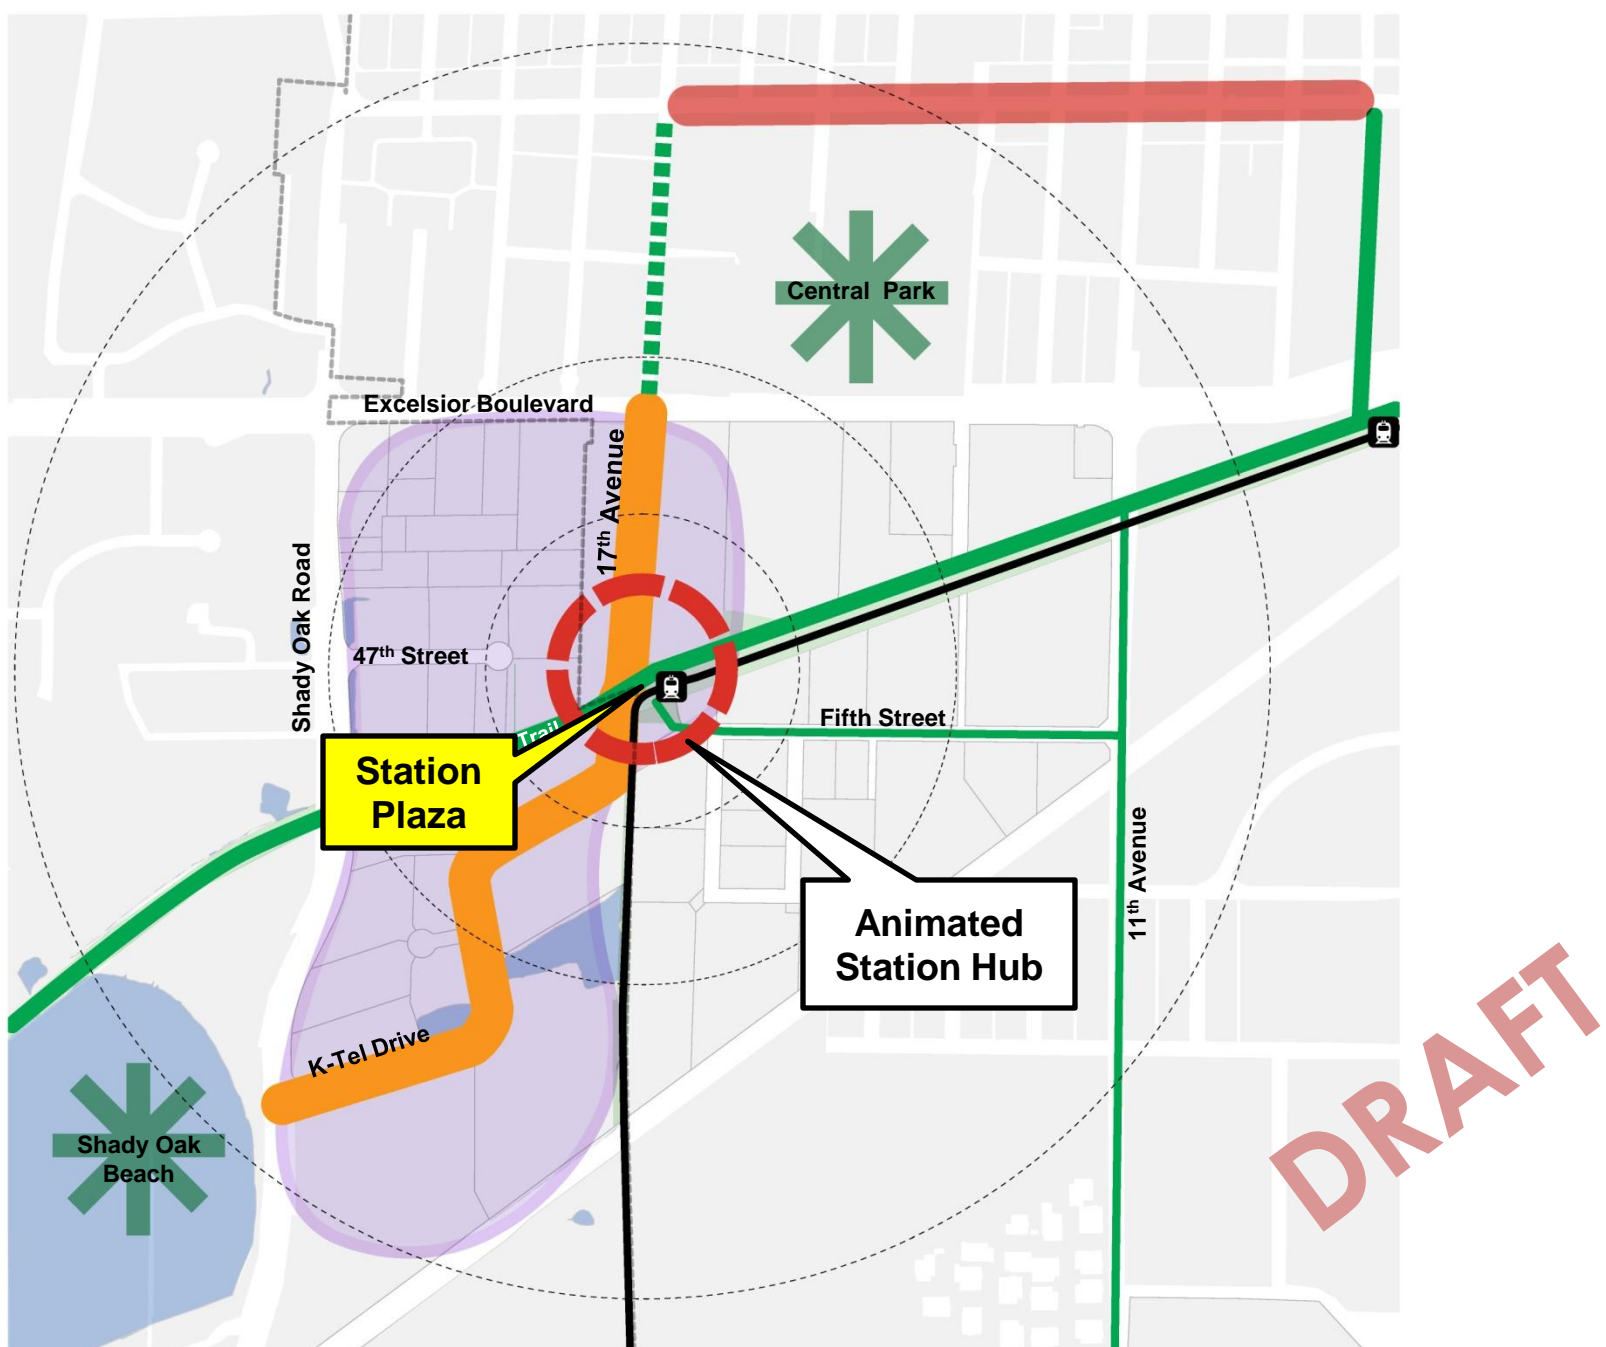 Central Park
Excelsior Boulevard
17th Avenue
Shady Oak Road
47th Street
Trail
Fifth Street
Station
Plaza
11th Avenue
Animated
Station Hub
K-Tel Drive
Shady Oak
Beach
DRAFT